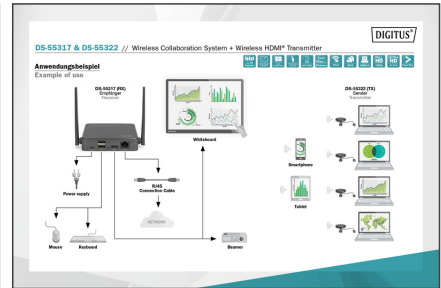 DIGITUS®
DS-55317 & DS-55322 // Wireless Collaboration System + Wireless HDMI® Transmitter
Anwendungsbeispiel
Example of use
DS-55317 (RX)
Empfänger
Receiver
DS-55322 (TX)
Sender
Transmitter
Whiteboard
Smartphone
Power supply
RJ45
Connection Cable
Tablet
NETWORK
Mouse
Keyboard
Beamer